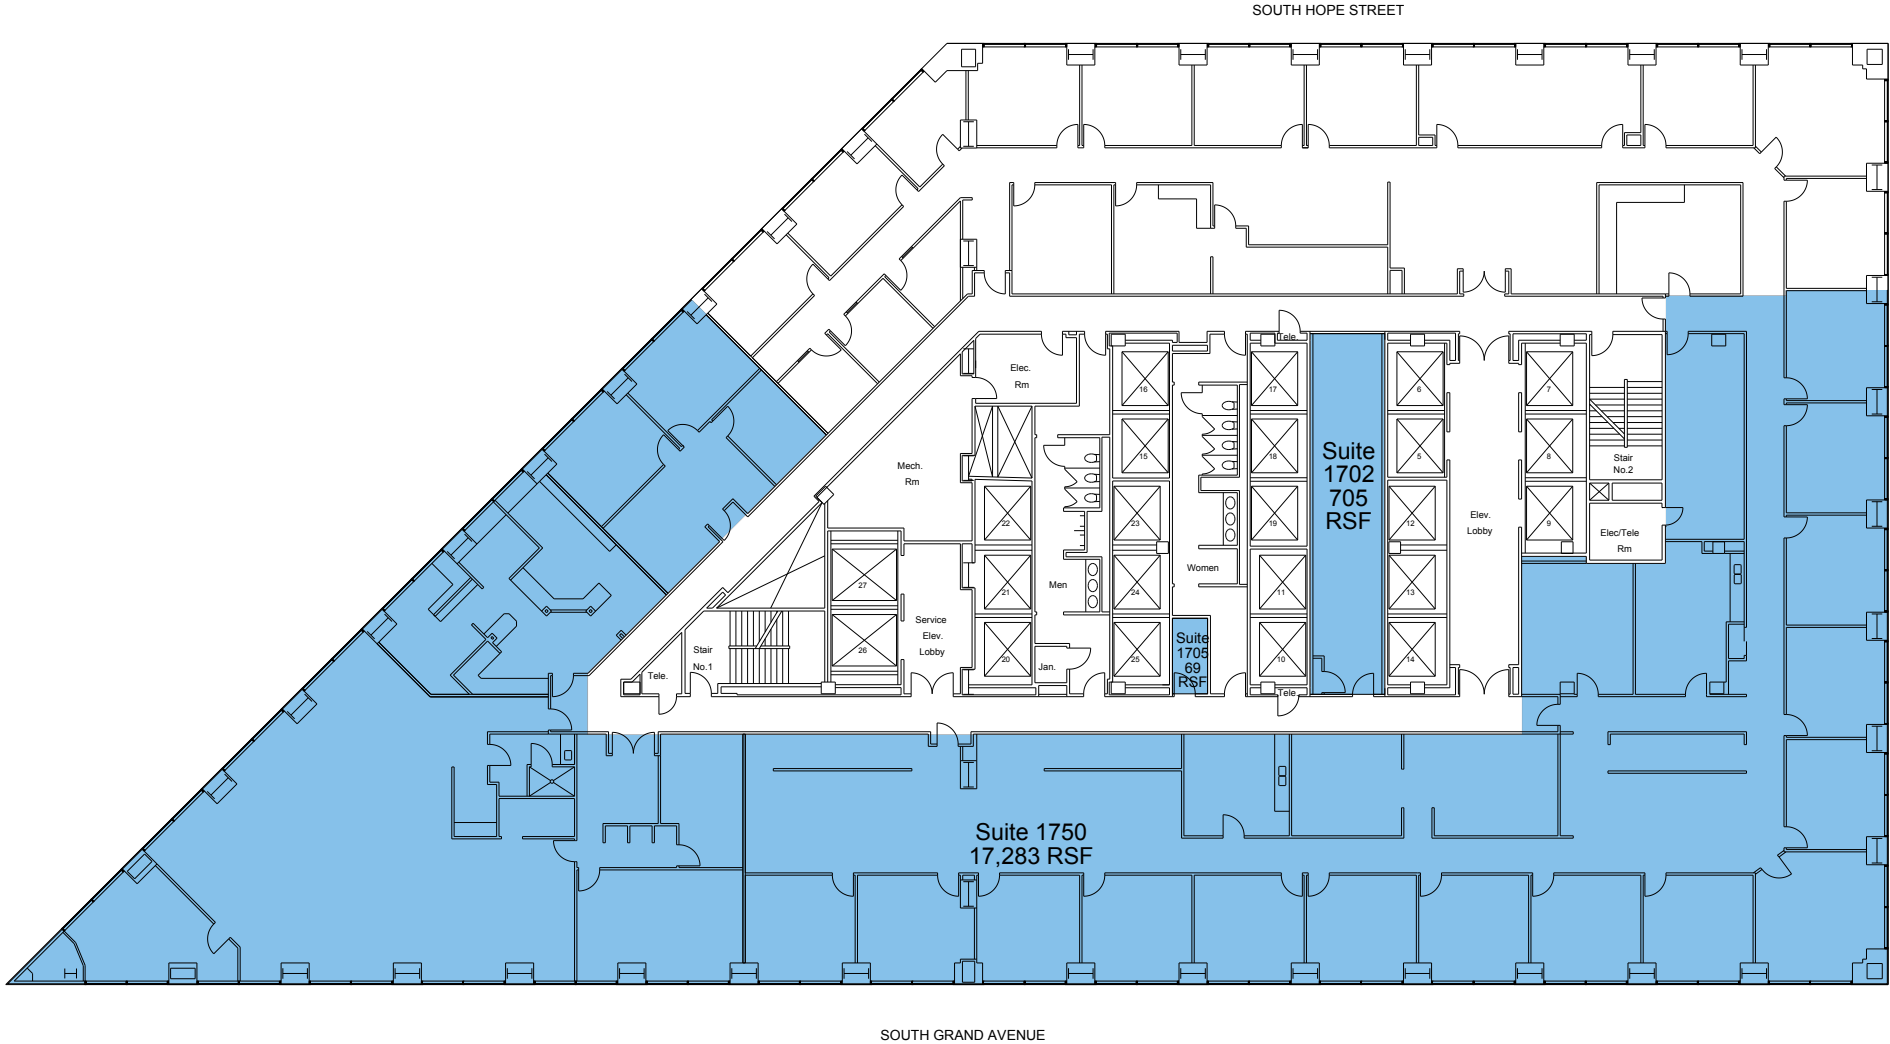 SOUTH HOPE STREET
Tele.
Elec.
Rm
16
17
6
7
Mech.
Rm
15
18
Suite
1702
705
RSF
5
8
Stair
No.2
22
23
19
12
Elev.
Lobby
9
Elec/Tele
Rm
27
21
Men
24
Women
11
13
Service
Elev.
Lobby
26
Stair
No.1
Tele.
20
Jan.
25
Suite
1705
69
RSF
10
14
Tele.
Suite 1750
17,283 RSF
SOUTH GRAND AVENUE